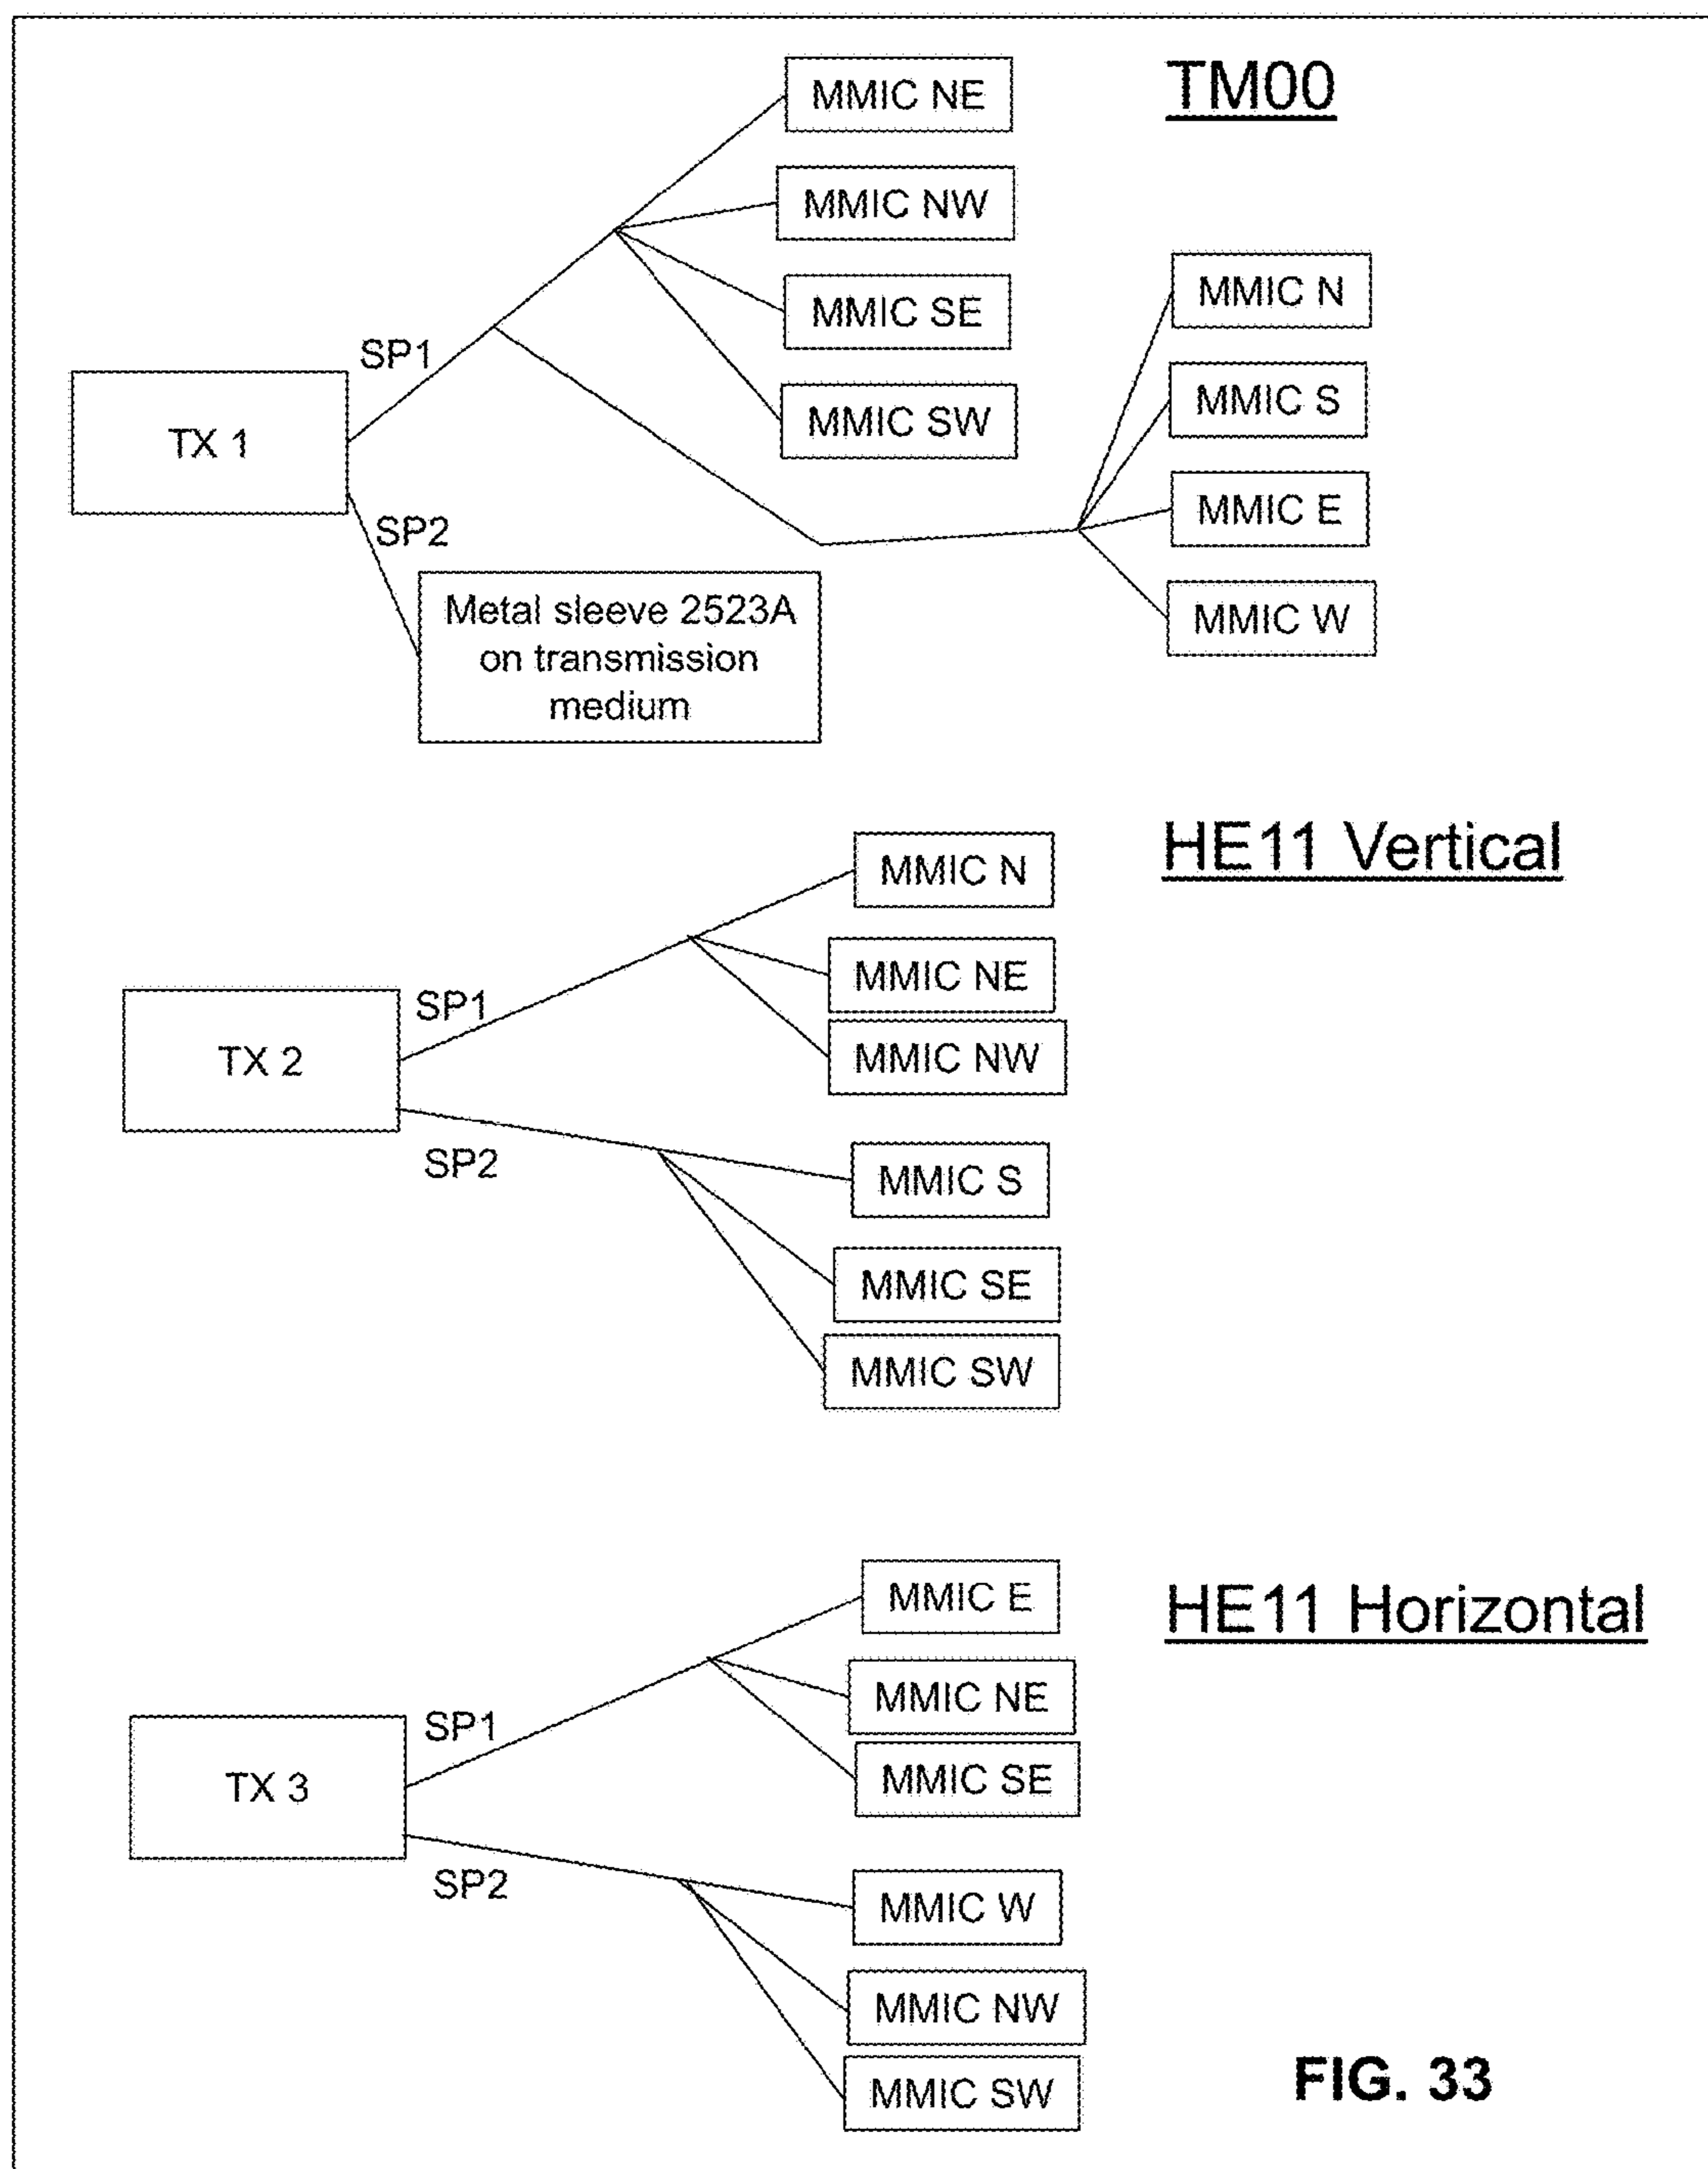 TM00
MMIC NE
MMIC NW
MMIC SE
MMIC SW
MMIC N
MMIC S
MMIC E
MMIC W
SP1
TX 1
SP2
Metal sleeve 2523A
on transmission
medium
HE11 Vertical
MMIC N
MMIC NE
MMIC NW
SP1
TX 2
SP2
MMIC S
MMIC SE
MMIC SW
HE11 Horizontal
MMIC E
MMIC NE
MMIC SE
SP1
TX 3
SP2
MMIC W
MMIC NW
MMIC SW
FIG. 33